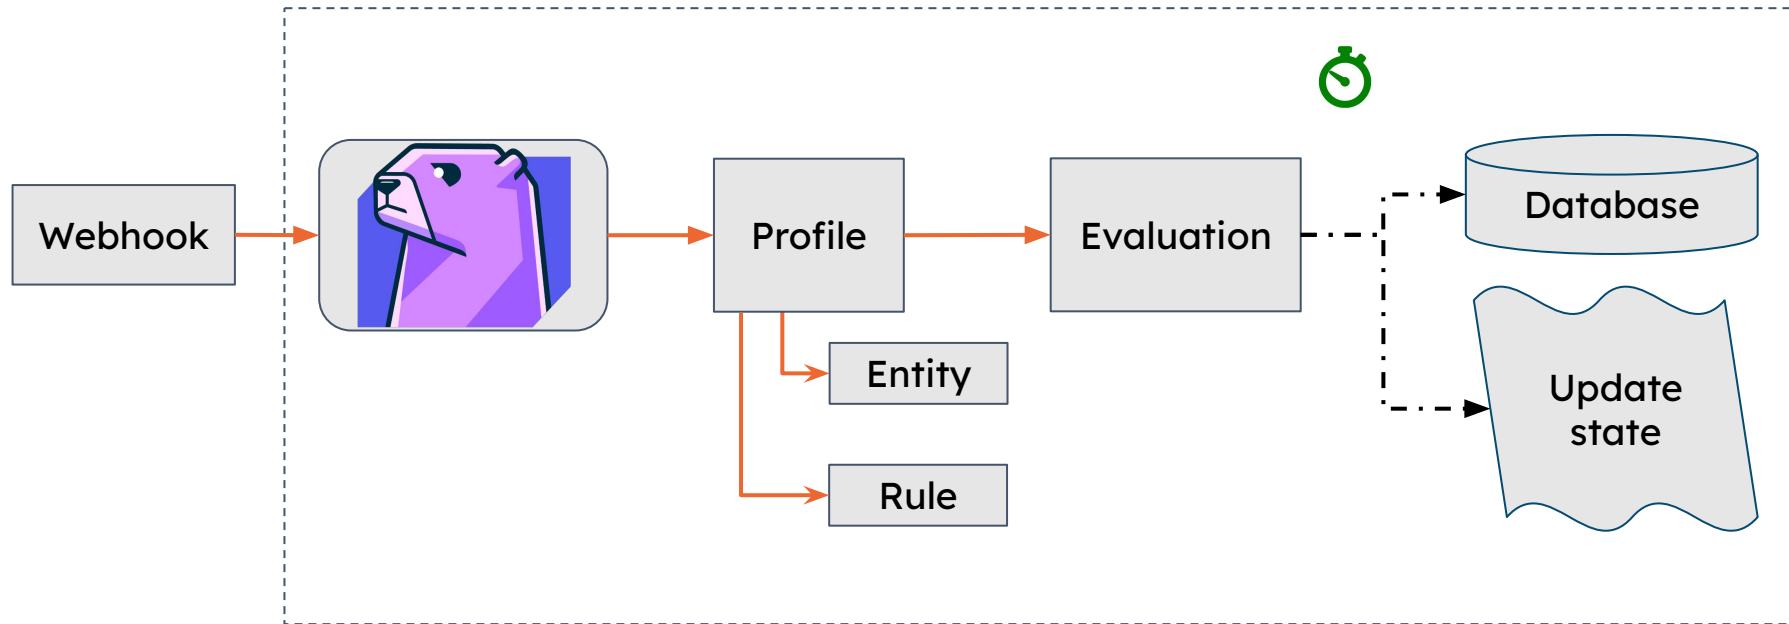 Webhook
Profile
Evaluation
Database
Entity
Update
state
Rule